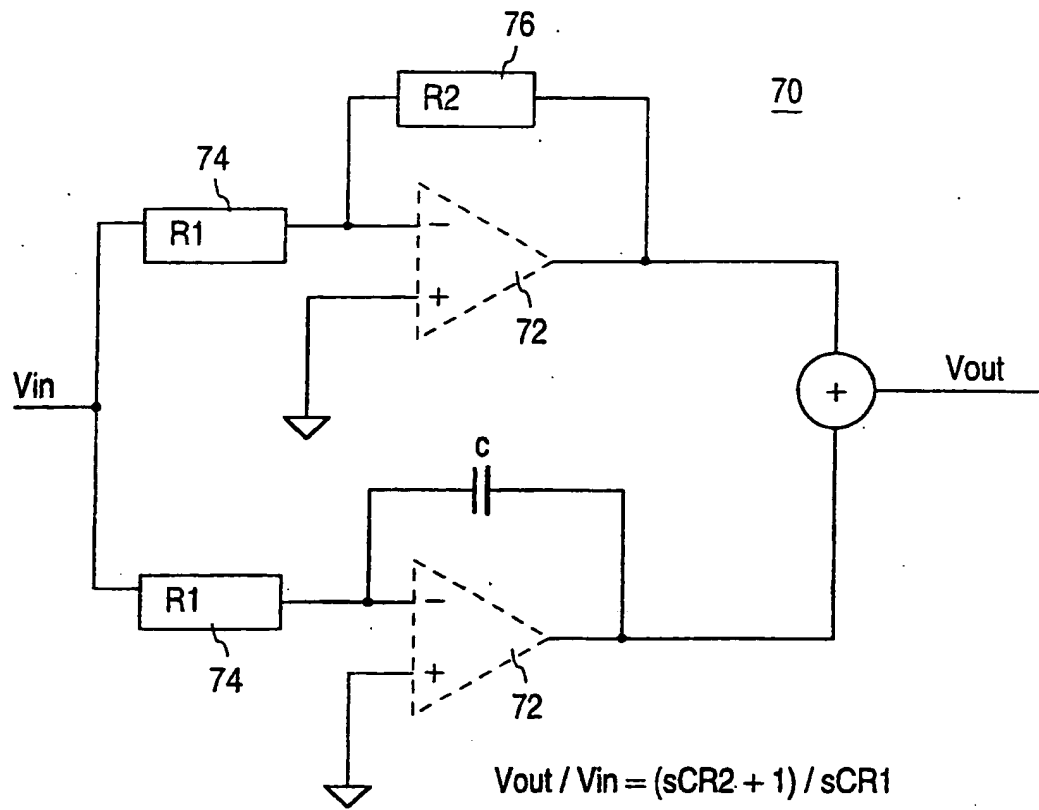 76
R2
70
74
R1
−
+
72
Vin
+
Vout
C
R1
74
−
+
72
Vout / Vin = (sCR2 + 1) / sCR1